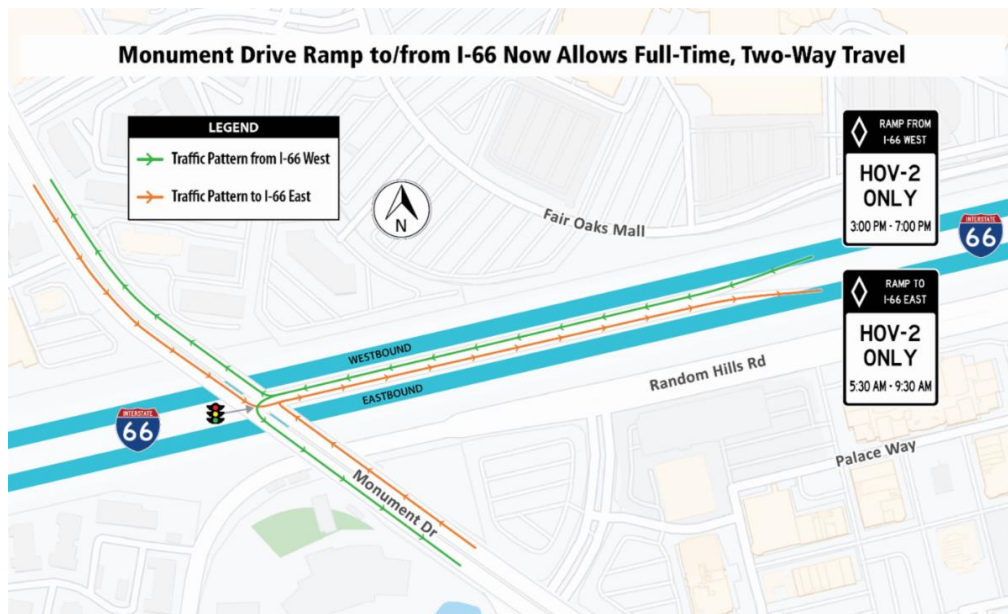 Monument Drive Ramp to/from I-66 Now Allows Full-Time, Two-Way Travel
LEGEND
Traffic Pattern from I-66 West
Traffic Pattern to I-66 East
N
Fair Oaks Mall
RAMP FROM
I-66 WEST
HOV-2
ONLY
3:00 PM - 7:00 PM
INTERSTATE
66
RAMP TO
I-66 EAST
HOV-2
ONLY
5:30 AM - 9:30 AM
WESTBOUND
EASTBOUND
Random Hills Rd
INTERSTATE
66
Palace Way
Monument Dr